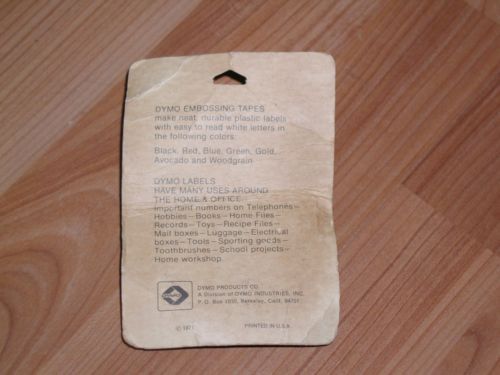 DYMO EMBOSSING TAPES
make neat, durable plastic labels
with easy to read white letters in
the following colors:
Black, Red, Blue, Green, Gold,
Avocado and Woodgrain
DYMO LABELS
HAVE MANY USES AROUND
THE HOME & OFFICE
Important numbers on Telephones—
Hobbies—Books—Home Files—
Records—Toys—Recipe Files—
Mail boxes—Luggage—Electrical
boxes—Tools—Sporting goods—
Toothbrushes—School projects—
Home workshop.
DYMO
DYMO PRODUCTS CO.
A Division of DYMO INDUSTRIES, INC.
P.O. Box 1030, Berkeley, Calif. 94701
© 1971
PRINTED IN U.S.A.